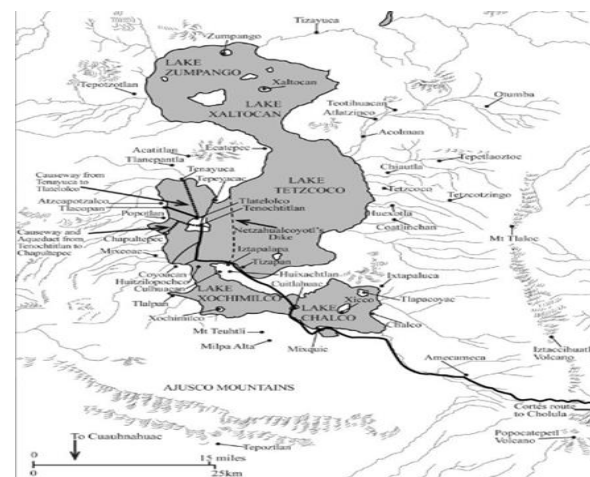 Tizayuca
Zumpango
LAKE
ZUMPANGO
Tepotzotlan
Xaltocan
LAKE
XALTOCAN
Otumba
Teotihuacan
Atlatzinco
Acolman
Ecatepec
Acatitlan
Tlanepantla
Tepetlaoztoc
Chiautla
Causeway from
Tenayuca to
Tlatelolco
Tenayuca
Tepeyacac
LAKE
TETZCOCO
Tetzcoco
Tetzcotzingo
Atzcapotzalco
Tlacopan
Popotlan
Tlatelolco
Tenochtitlan
Huexotla
Coatlinchan
Netzahualcoyotl's
Dike
Causeway and
Aqueduct from
Tenochtitlan to
Chapultepec
Chapultepec
Mixcoac
Mt Tlaloc
Iztapalapa
Tizapan
Coyoacan
Huitzilopochco
Culhuacan
Huixachtlan
Cuitlahuac
Ixtapaluca
Tlapacoyac
Xicco
LAKE
XOCHIMILCO
LAKE
CHALCO
Tlalpan
Xochimilco
Chalco
Mt Teuhtli
Milpa Alta
Mixquic
Iztaccihuatl
Volcano
Amecameca
AJUSCO MOUNTAINS
Cortés route
to Cholula
Popocatepetl
Volcano
To Cuauhnahuac
Tepoztlan
0
15 miles
0
25km